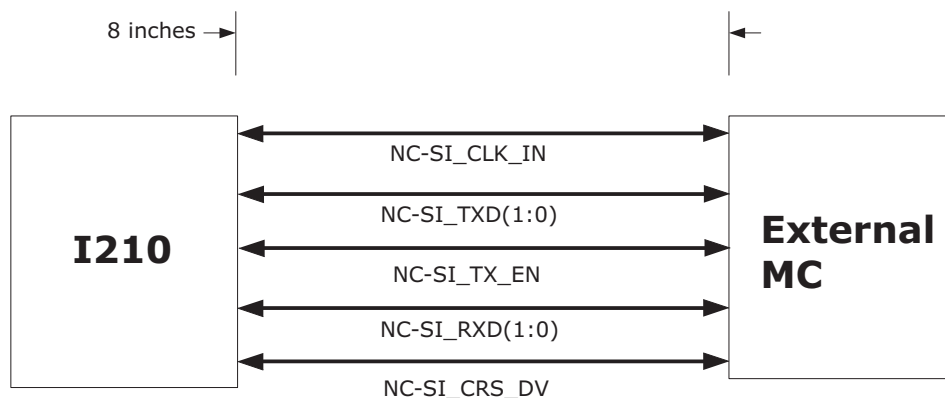 8 inches
NC-SI_CLK_IN
NC-SI_TXD(1:0)
I210
External
MC
NC-SI_TX_EN
NC-SI_RXD(1:0)
NC-SI_CRS_DV